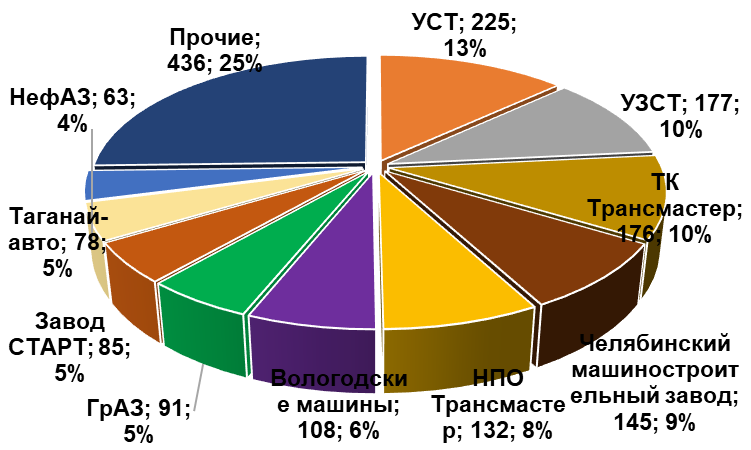 УСТ; 225;
13%
УЗСТ; 177;
10%
ТК
Трансмастер;
176; 10%
Челябинский
машиностроит
ельный завод;
145; 9%
НПО
Трансмасте
р; 132; 8%
Вологодски
е машины;
108; 6%
ГрАЗ; 91;
5%
Завод
СТАРТ; 85;
5%
Таганай-
авто; 78;
5%
НефАЗ; 63;
4%
Прочие;
436; 25%